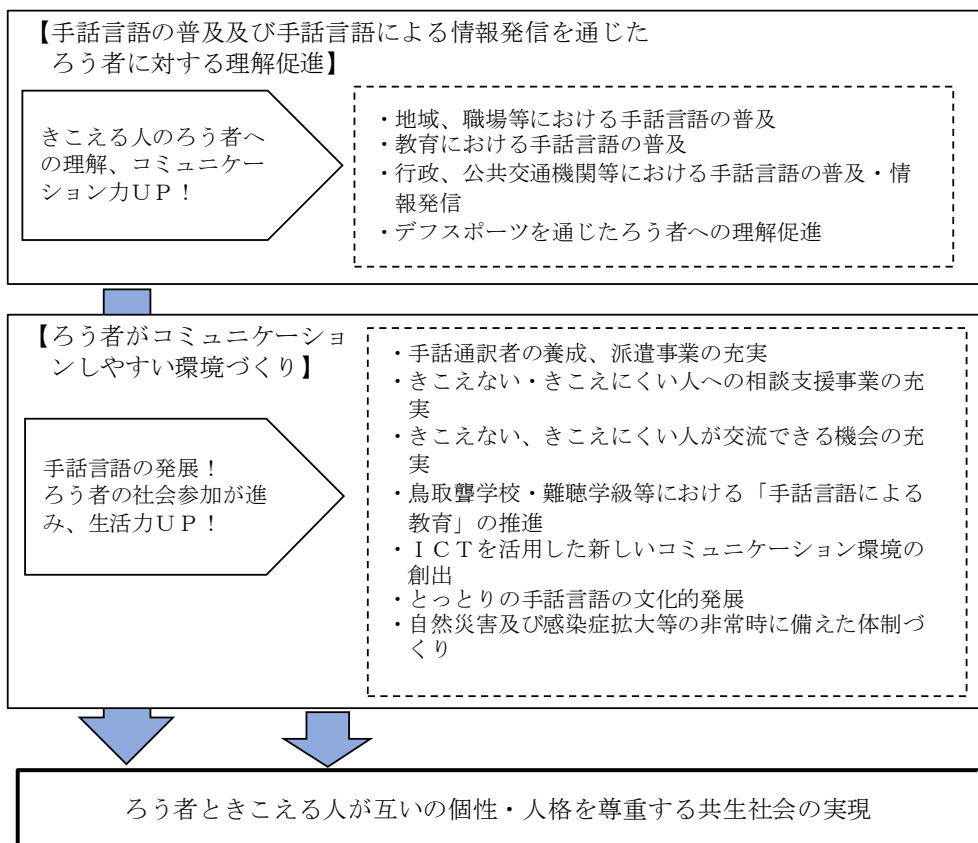 【手話言語の普及及び手話言語による情報発信を通じた
ろう者に対する理解促進】
きこえる人のろう者へ
の理解、コミュニケー
ション力ＵＰ！
・地域、職場等における手話言語の普及
・教育における手話言語の普及
・行政、公共交通機関等における手話言語の普及・情
報発信
・デフスポーツを通じたろう者への理解促進
【ろう者がコミュニケーショ
ンしやすい環境づくり】
手話言語の発展！
ろう者の社会参加が進
み、生活力ＵＰ！
・手話通訳者の養成、派遣事業の充実
・きこえない・きこえにくい人への相談支援事業の充
実
・きこえない、きこえにくい人が交流できる機会の充
実
・鳥取聾学校・難聴学級等における「手話言語による
教育」の推進
・ＩＣＴを活用した新しいコミュニケーション環境の
創出
・とっとりの手話言語の文化的発展
・自然災害及び感染症拡大等の非常時に備えた体制づ
くり
ろう者ときこえる人が互いの個性・人格を尊重する共生社会の実現